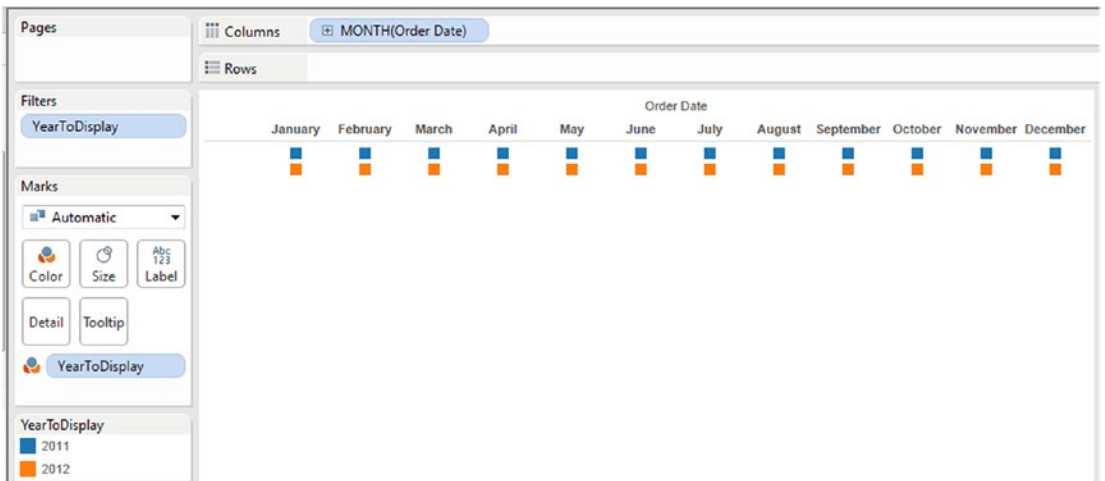 Pages
Columns
MONTH(Order Date)
Rows
Filters
YearToDisplay
Order Date
January February March April May June July August September October November December
Marks
Automatic
Color
Size
Abc
123
Label
Detail
Tooltip
YearToDisplay
YearToDisplay
2011
2012